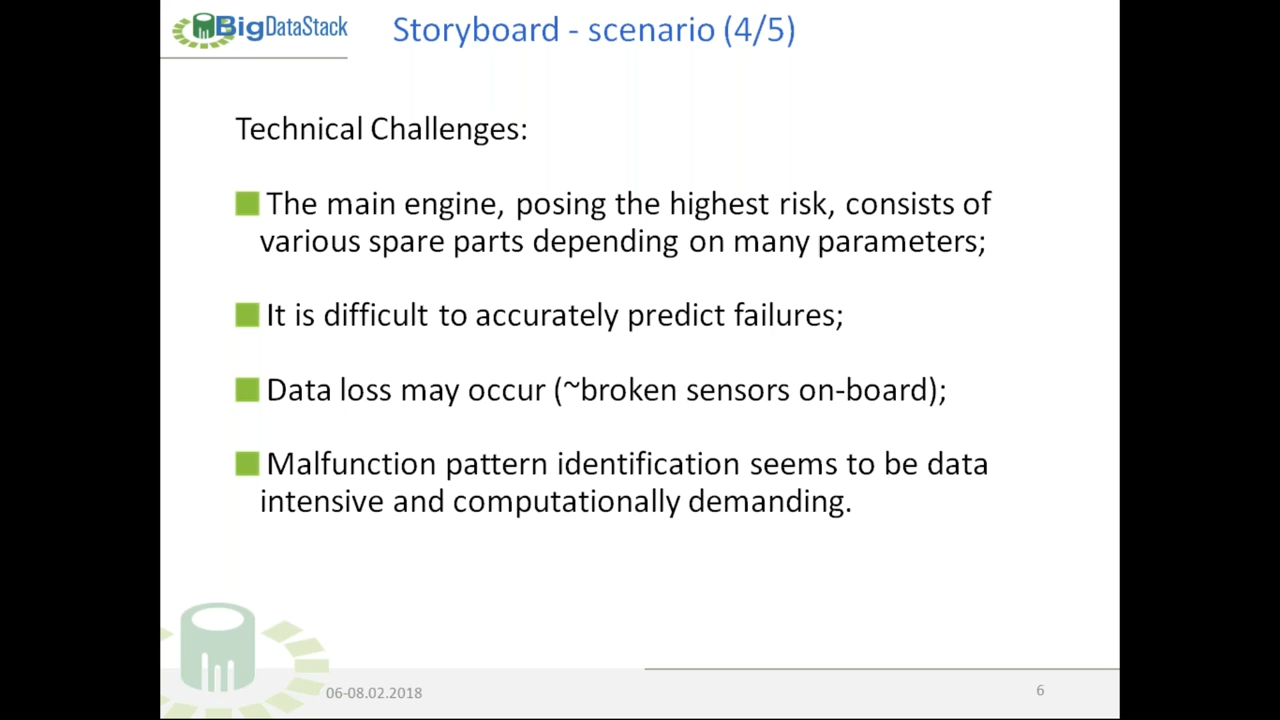 BigDataStack
Storyboard - scenario (4/5)
Technical Challenges:
The main engine, posing the highest risk, consists of
various spare parts depending on many parameters;
It is difficult to accurately predict failures;
Data loss may occur (~broken sensors on-board);
Malfunction pattern identification seems to be data
intensive and computationally demanding.
06-08.02.2018
6